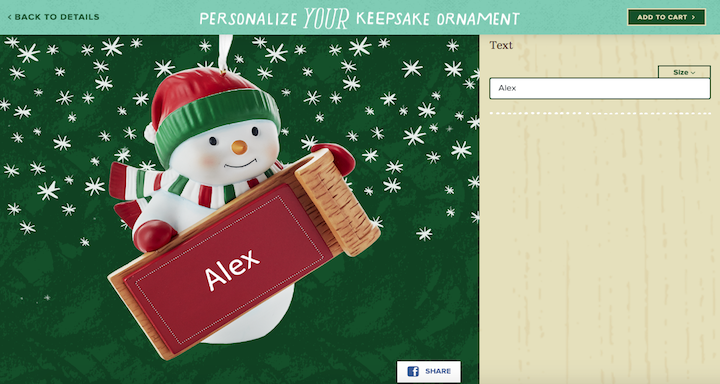 < BACK TO DETAILS
PERSONALIZE YOUR KEEPSAKE ORNAMENT
ADD TO CART >
Text
Size
Alex
Alex
f SHARE